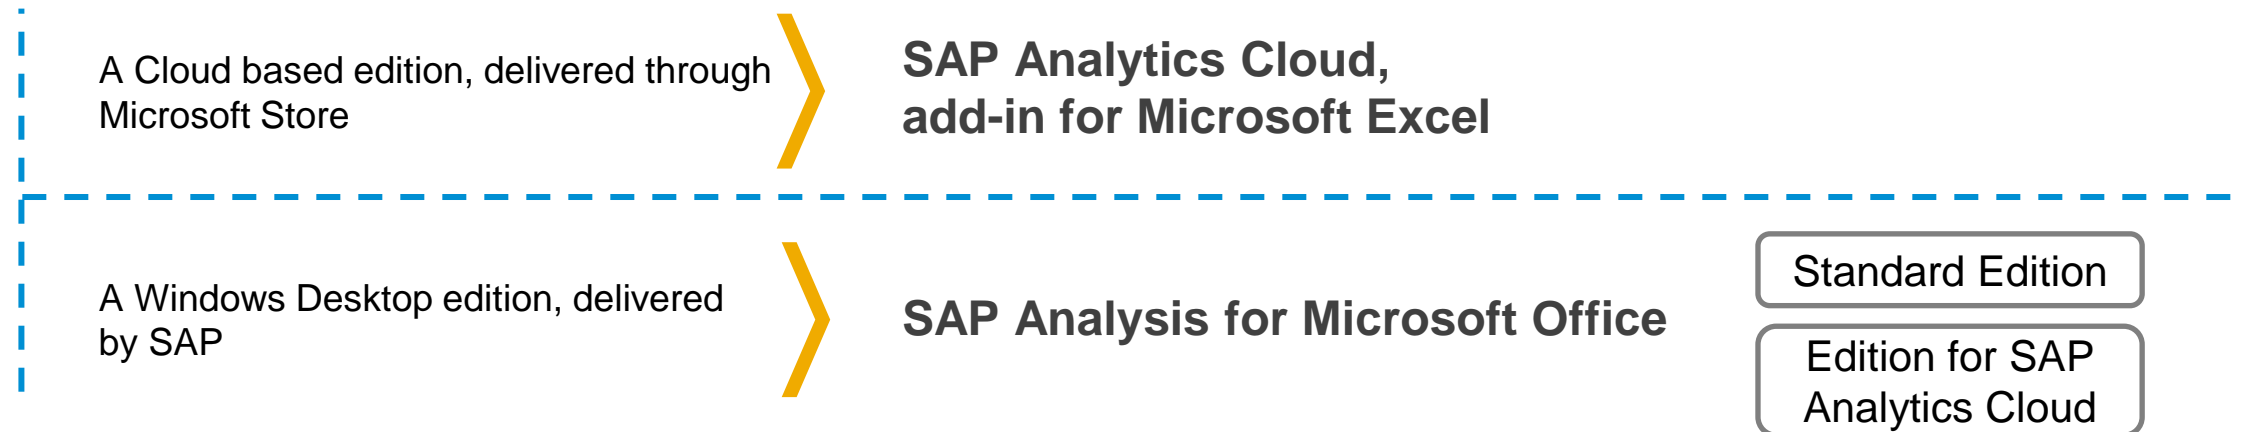 A Cloud based edition, delivered through
Microsoft Store
SAP Analytics Cloud,
add-in for Microsoft Excel
A Windows Desktop edition, delivered
by SAP
SAP Analysis for Microsoft Office
Standard Edition
Edition for SAP
Analytics Cloud